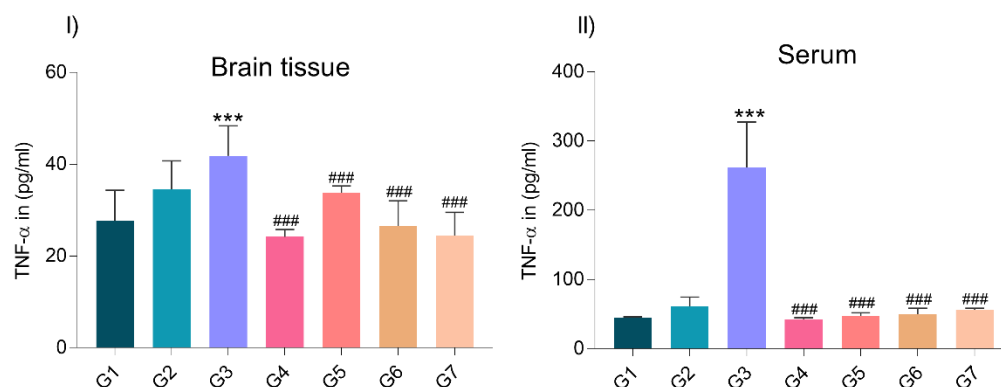 I)
Brain tissue
TNF-α in (pg/ml)
60
40
20
0
***
###
###
###
###
G1 G2 G3 G4 G5 G6 G7
II)
Serum
TNF-α in (pg/ml)
400
300
200
100
0
***
###
###
###
###
G1 G2 G3 G4 G5 G6 G7